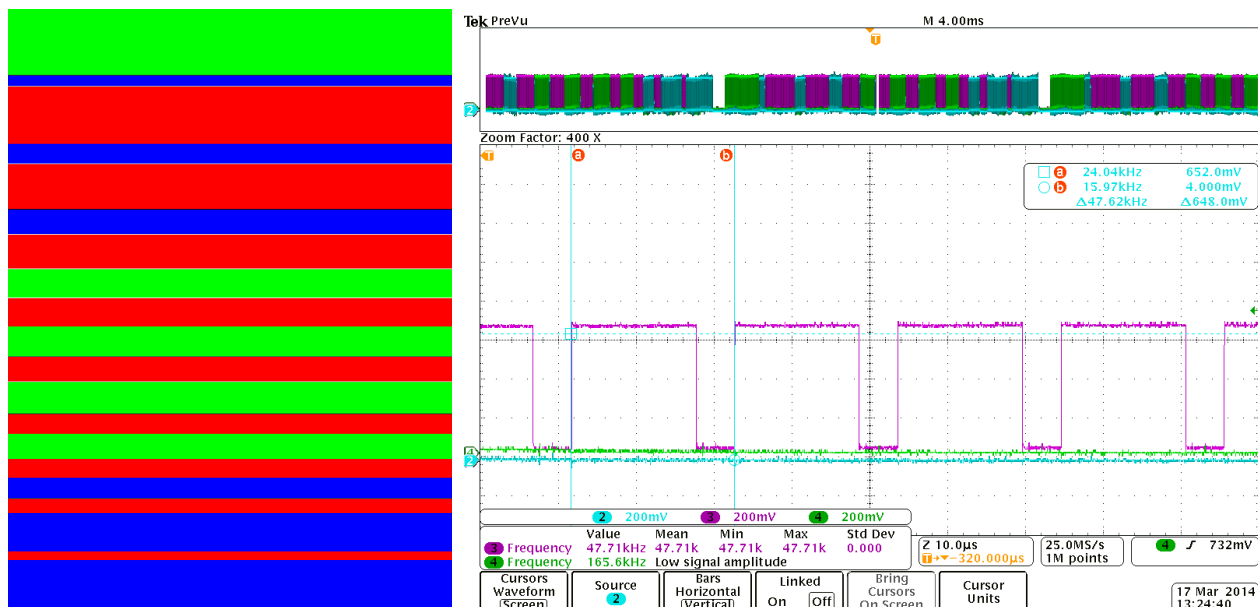 Tek PreVu M 4.00ms
T
2
Zoom Factor: 400 X
T a b
a 24.04kHz 652.0mV
b 15.97kHz 4.000mV
Δ47.62kHz Δ648.0mV
4
2
2 200mV 3 200mV 4 200mV
Value Mean Min Max Std Dev
3 Frequency 47.71kHz 47.71k 47.71k 47.71k 0.000
4 Frequency 165.6kHz Low signal amplitude
Z 10.0µs
T→▼−320.000µs
25.0MS/s
1M points
4 732mV
Cursors
Waveform
Screen
Source
2
Bars
Horizontal
Vertical
Linked
On Off
Bring
Cursors
On Screen
Cursor
Units
17 Mar 2014
13:24:40